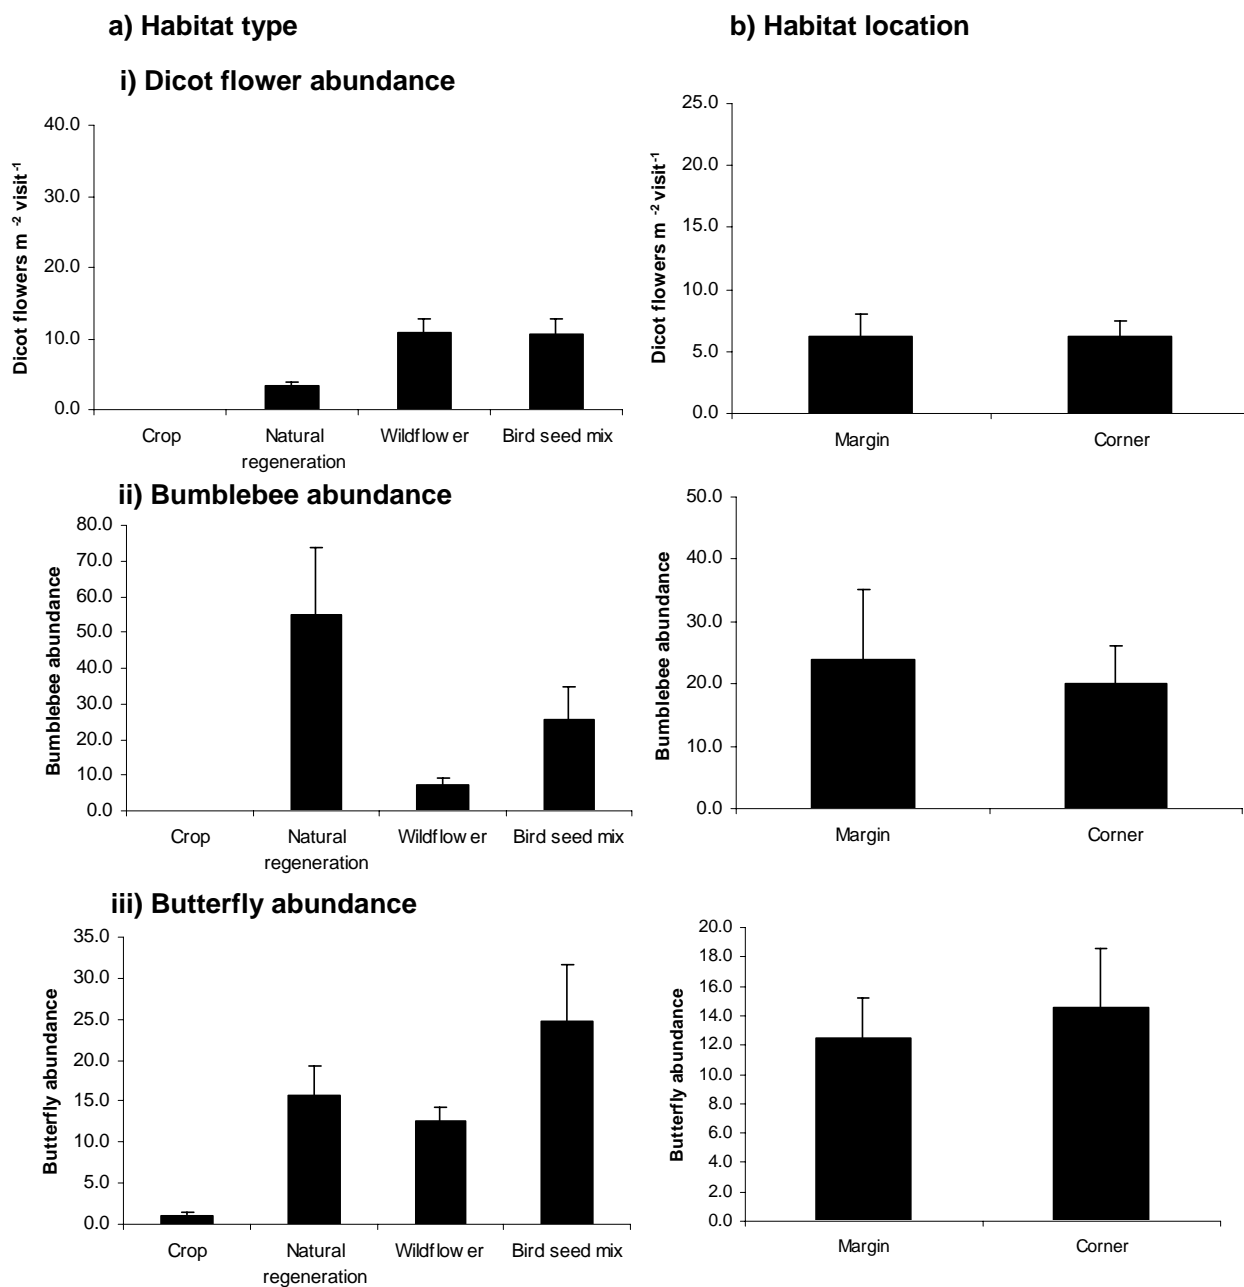 a) Habitat type
b) Habitat location
i) Dicot flower abundance
40.0
30.0
20.0
10.0
0.0
Dicot flowers m -2 visit-1
Crop
Natural
regeneration
Wildflower
Bird seed mix
25.0
20.0
15.0
10.0
5.0
0.0
Dicot flowers m -2 visit-1
Margin
Corner
ii) Bumblebee abundance
80.0
70.0
60.0
50.0
40.0
30.0
20.0
10.0
0.0
Bumblebee abundance
Crop
Natural
regeneration
Wildflower
Bird seed mix
50.0
40.0
30.0
20.0
10.0
0.0
Bumblebee abundance
Margin
Corner
iii) Butterfly abundance
35.0
30.0
25.0
20.0
15.0
10.0
5.0
0.0
Butterfly abundance
Crop
Natural
regeneration
Wildflower
Bird seed mix
20.0
18.0
16.0
14.0
12.0
10.0
8.0
6.0
4.0
2.0
0.0
Butterfly abundance
Margin
Corner